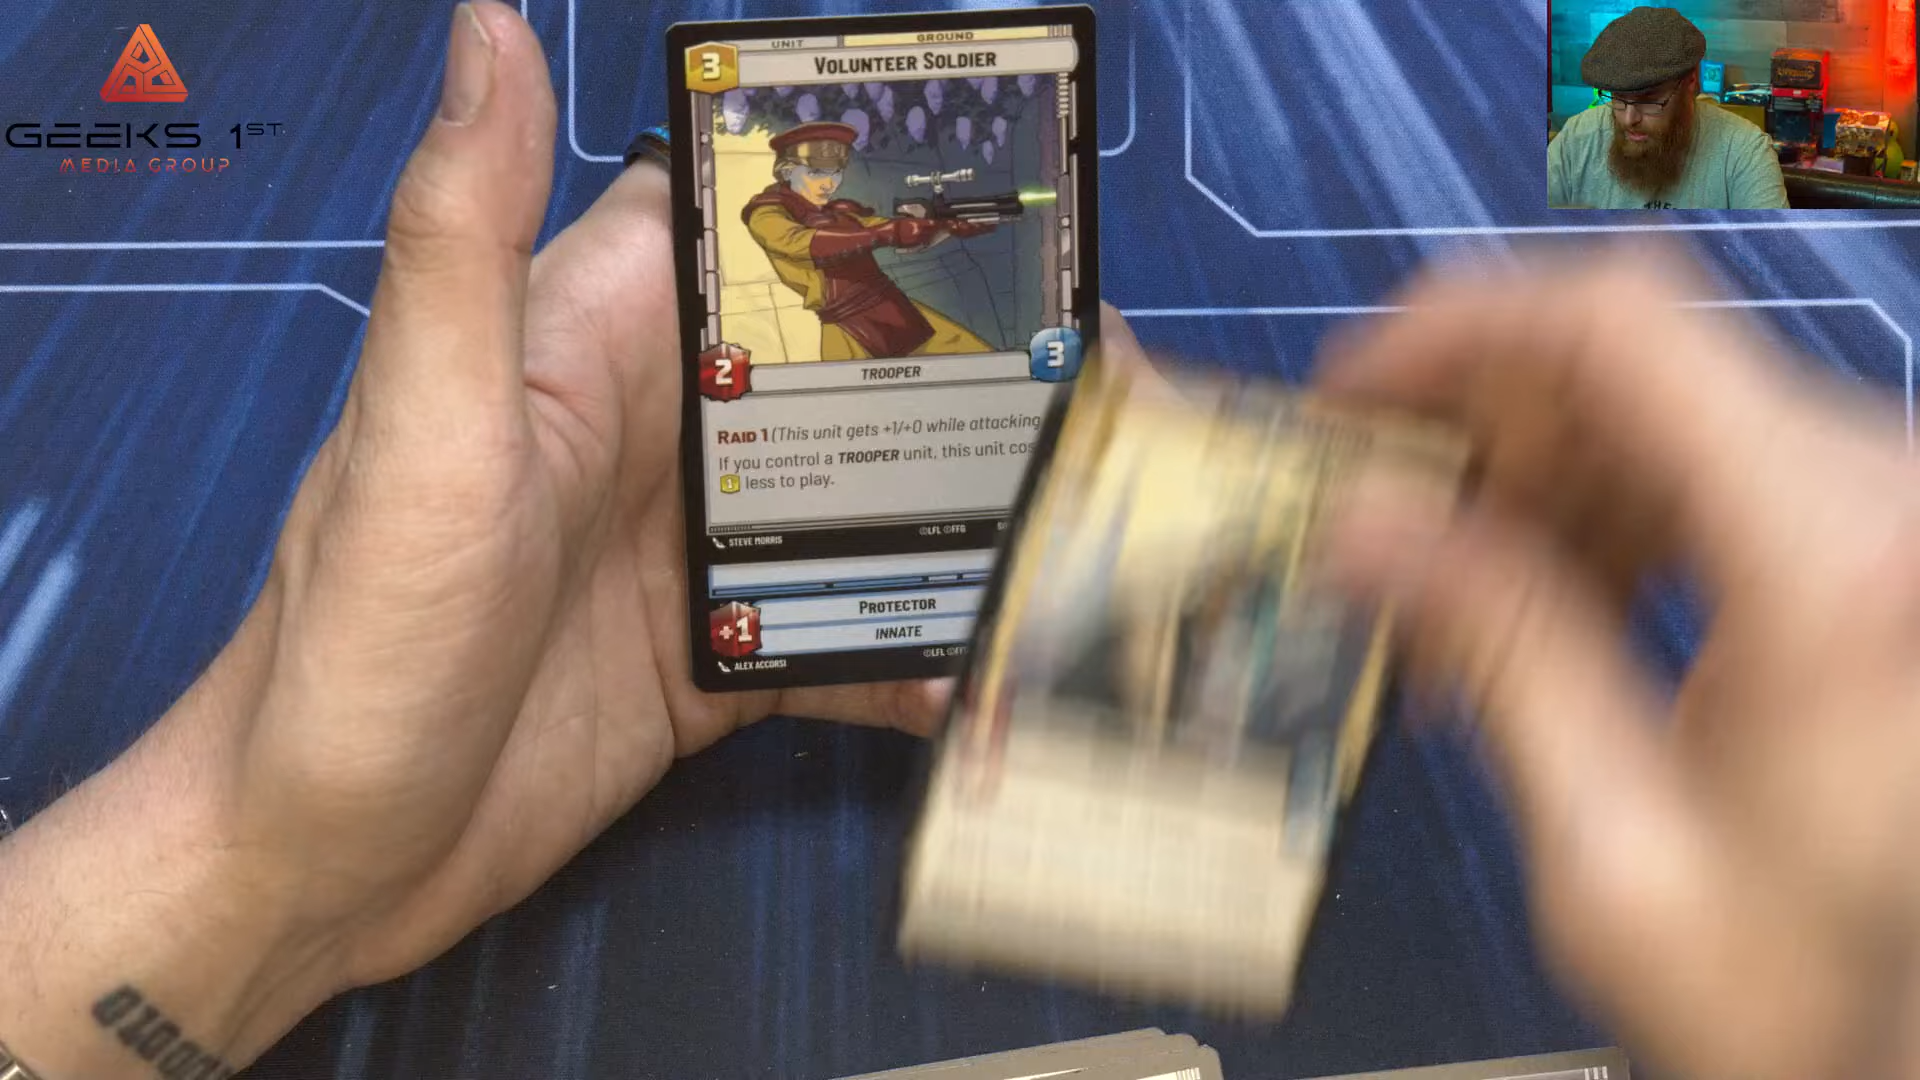 GEEKS 1ST
MEDIA GROUP
UNIT
GROUND
3
VOLUNTEER SOLDIER
2
TROOPER
3
RAID 1 (This unit gets +1/+0 while attacking
If you control a TROOPER unit, this unit cos
1 less to play.
STEVE MORRIS
©LFL ©FFG
PROTECTOR
+1
INNATE
ALEX ACCORSI
©LFL ©FF
THE